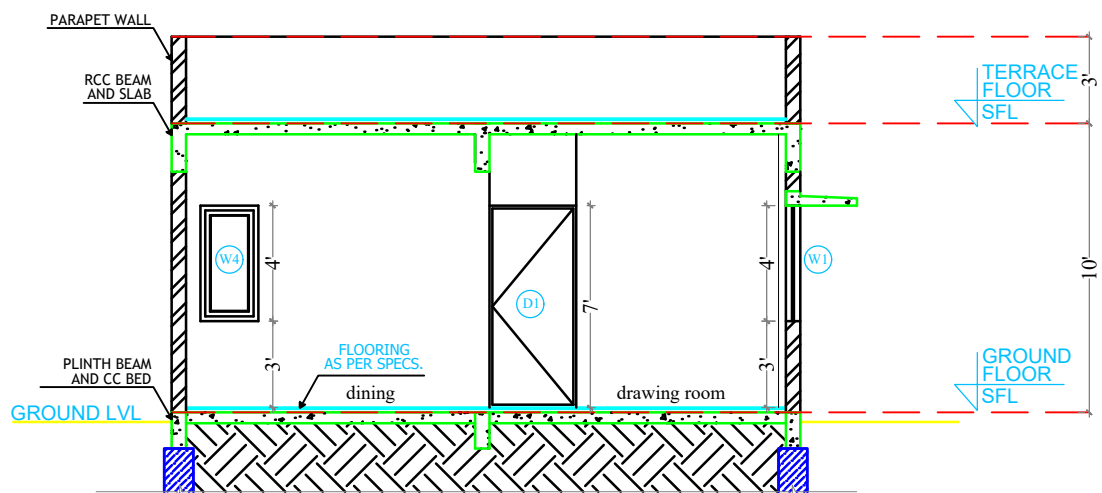 PARAPET WALL
RCC BEAM
AND SLAB
TERRACE
FLOOR
SFL
3'
W4
4'
D1
7'
4'
W1
10'
3'
3'
FLOORING
AS PER SPECS.
PLINTH BEAM
AND CC BED
dining
drawing room
GROUND
FLOOR
SFL
GROUND LVL